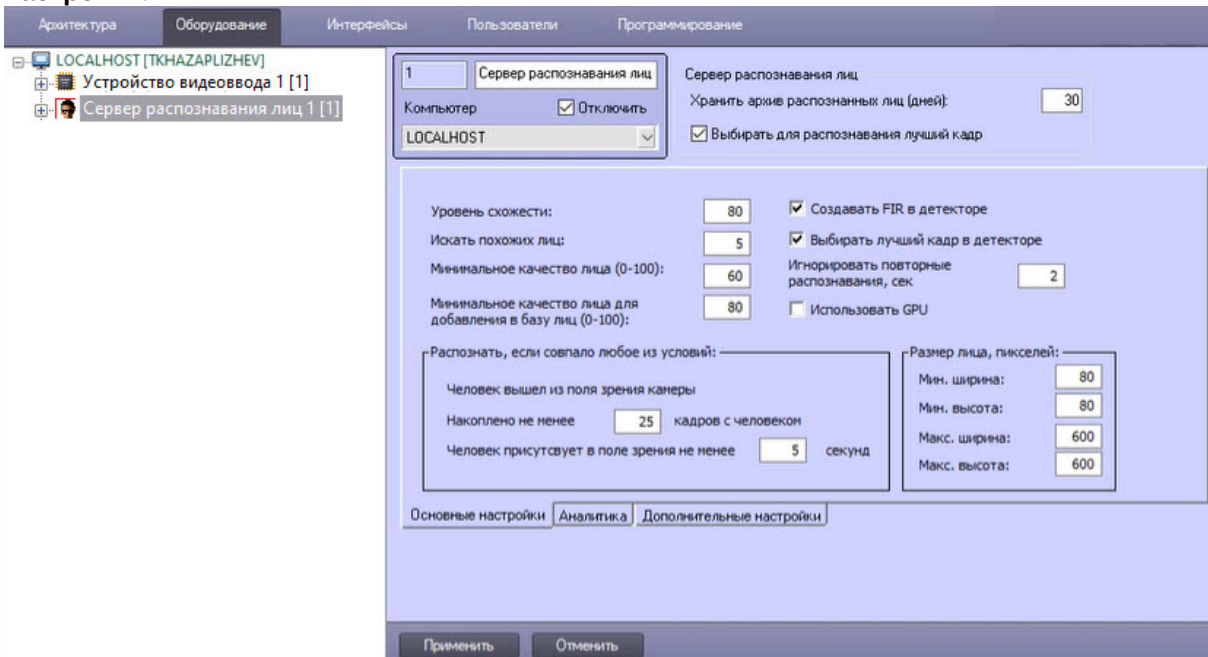 Архитектура Оборудование Интерфейсы Пользователи Программирование
LOCALHOST [TKHAZAPLIZHEV]
Устройство видеоввода 1 [1]
Сервер распознавания лиц 1 [1]
1 Сервер распознавания лиц
Компьютер Отключить
LOCALHOST
Сервер распознавания лиц
Хранить архив распознанных лиц (дней): 30
Выбирать для распознавания лучший кадр
Уровень схожести: 80
Искать похожих лиц: 5
Минимальное качество лица (0-100): 60
Минимальное качество лица для
добавления в базу лиц (0-100): 80
Создавать FIR в детекторе
Выбирать лучший кадр в детекторе
Игнорировать повторные
распознавания, сек 2
Использовать GPU
Распознать, если совпало любое из условий:
Человек вышел из поля зрения камеры
Накоплено не менее 25 кадров с человеком
Человек присутсвует в поле зрения не менее 5 секунд
Размер лица, пикселей:
Мин. ширина: 80
Мин. высота: 80
Макс. ширина: 600
Макс. высота: 600
Основные настройки Аналитика Дополнительные настройки
Применить Отменить